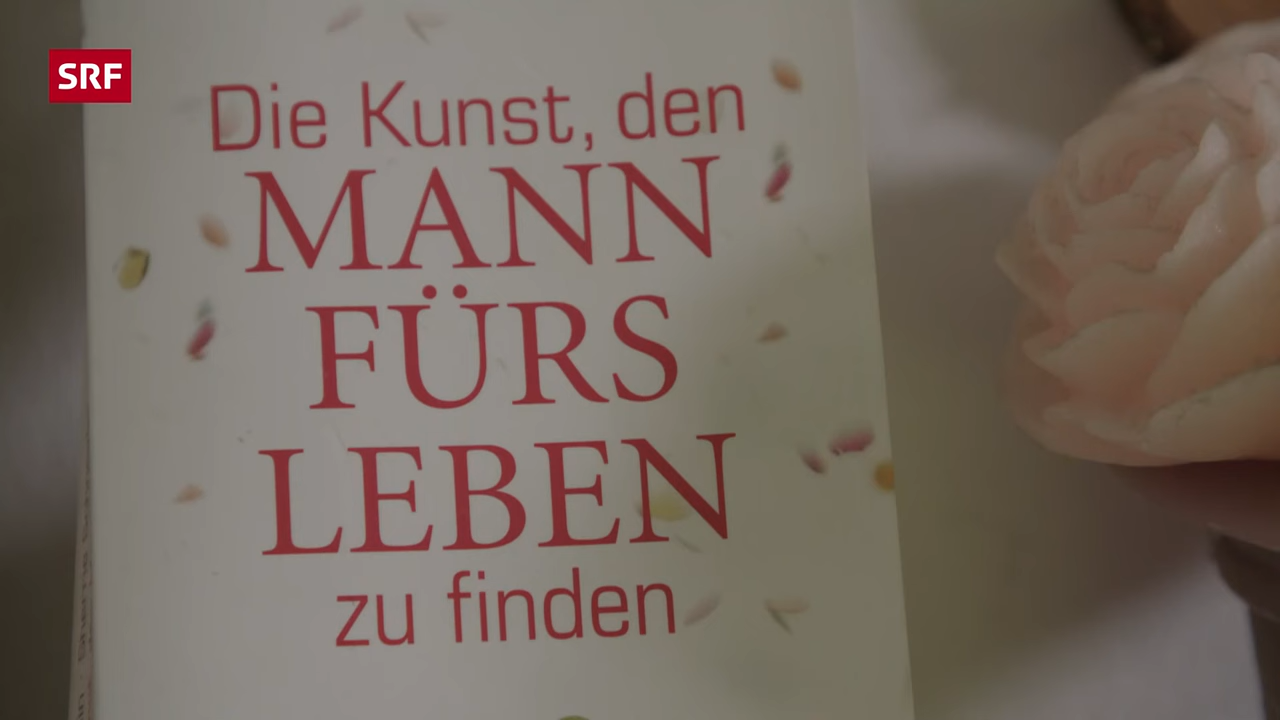 SRF
Die Kunst, den
MANN
FÜRS
LEBEN
zu finden